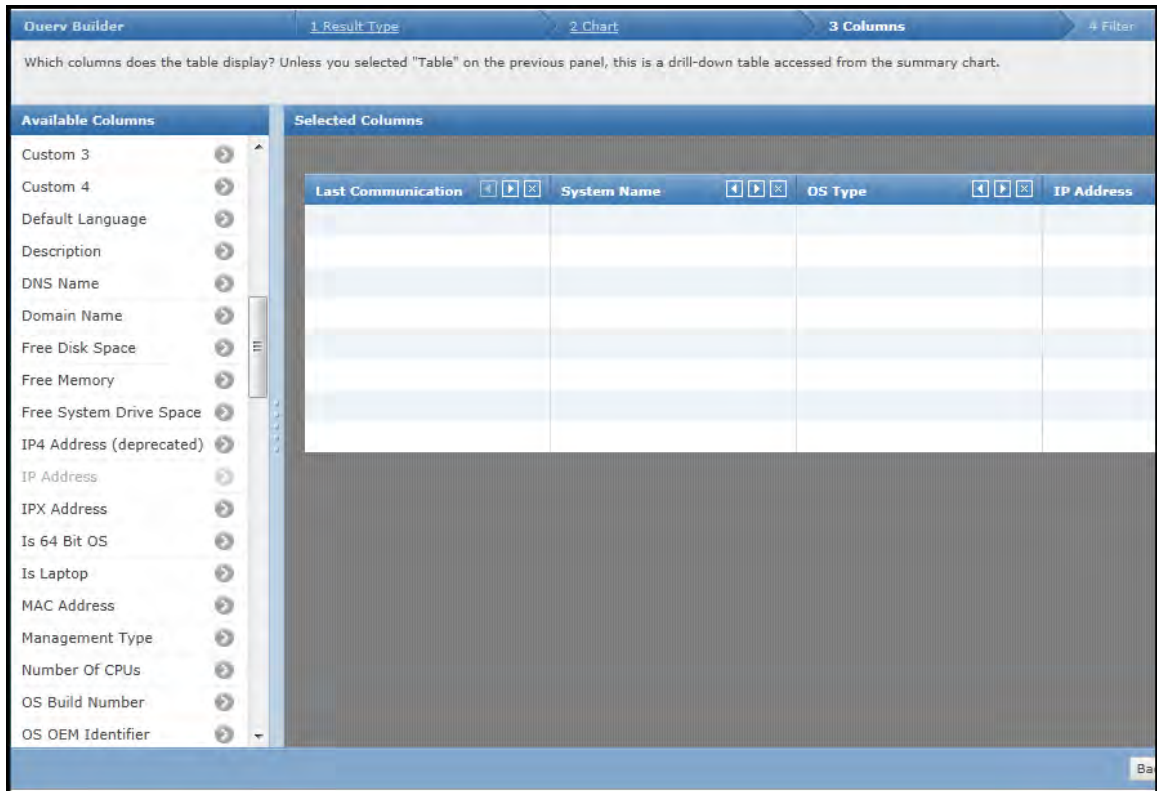 Query Builder
1 Result Type
2 Chart
3 Columns
4 Filter
Which columns does the table display? Unless you selected "Table" on the previous panel, this is a drill-down table accessed from the summary chart.
Available Columns
Custom 3
Custom 4
Default Language
Description
DNS Name
Domain Name
Free Disk Space
Free Memory
Free System Drive Space
IP4 Address (deprecated)
IP Address
IPX Address
Is 64 Bit OS
Is Laptop
MAC Address
Management Type
Number Of CPUs
OS Build Number
OS OEM Identifier
Selected Columns
Last Communication
System Name
OS Type
IP Address